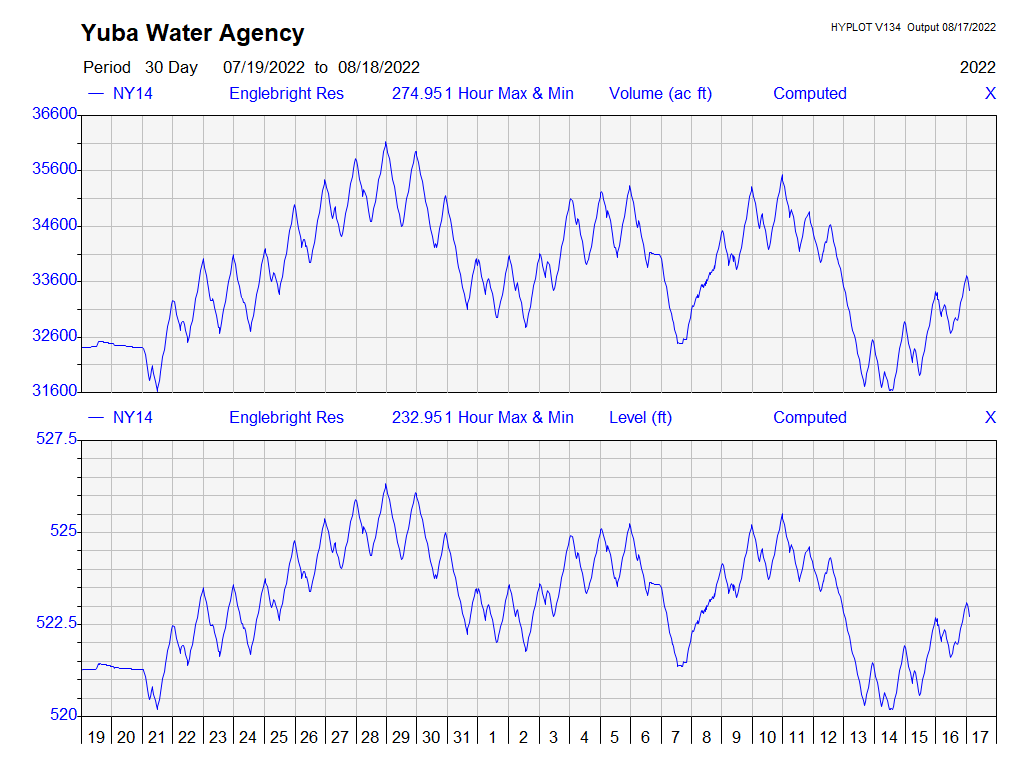 Yuba Water Agency
HYPLOT V134 Output 08/17/2022
Period 30 Day 07/19/2022 to 08/18/2022 2022
NY14 Englebright Res 274.951 Hour Max & Min Volume (ac ft) Computed X
36600
35600
34600
33600
32600
31600
NY14 Englebright Res 232.951 Hour Max & Min Level (ft) Computed X
527.5
525
522.5
520
19 20 21 22 23 24 25 26 27 28 29 30 31 1 2 3 4 5 6 7 8 9 10 11 12 13 14 15 16 17